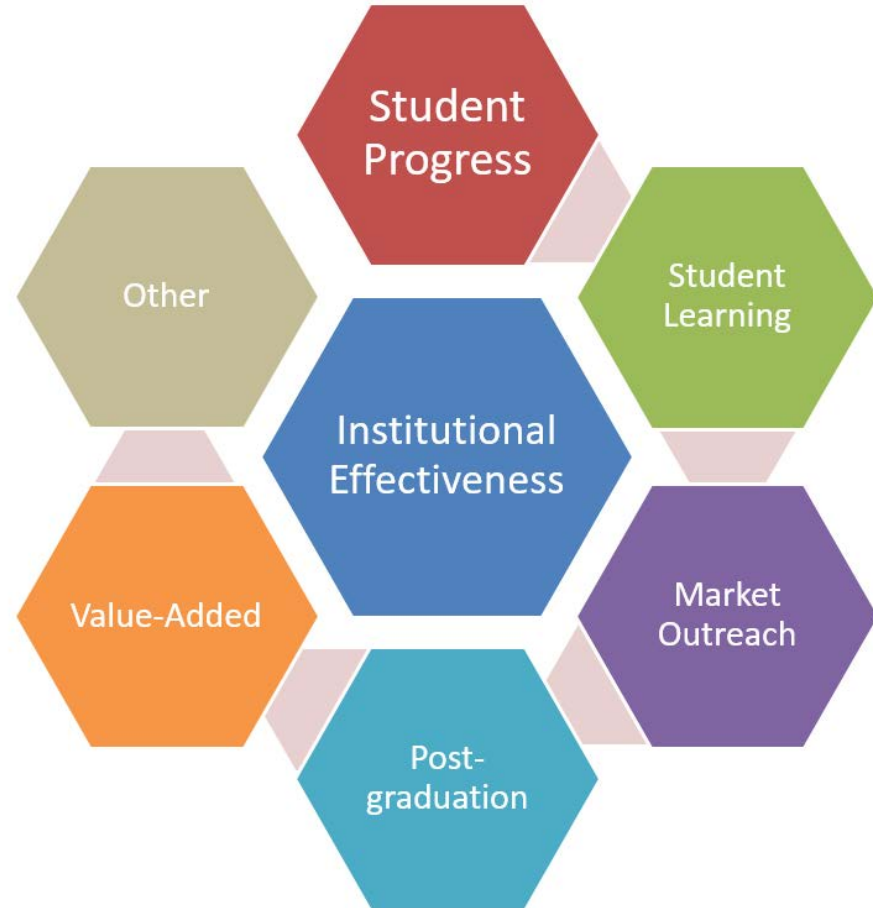 Student
Progress
Student
Learning
Other
Institutional
Effectiveness
Market
Outreach
Value-Added
Post-
graduation